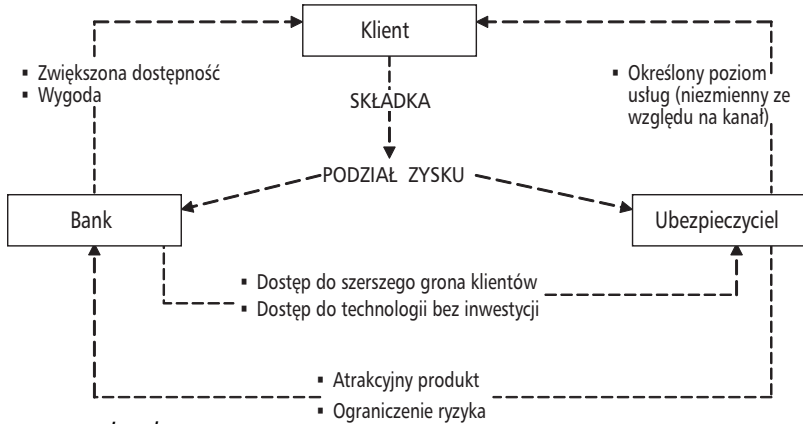 Klient
▪ Zwiększona dostępność
▪ Wygoda
▪ Określony poziom
usług (niezmienny ze
względu na kanał)
SKŁADKA
PODZIAŁ ZYSKU
Bank
Ubezpieczyciel
▪ Dostęp do szerszego grona klientów
▪ Dostęp do technologii bez inwestycji
▪ Atrakcyjny produkt
▪ Ograniczenie ryzyka